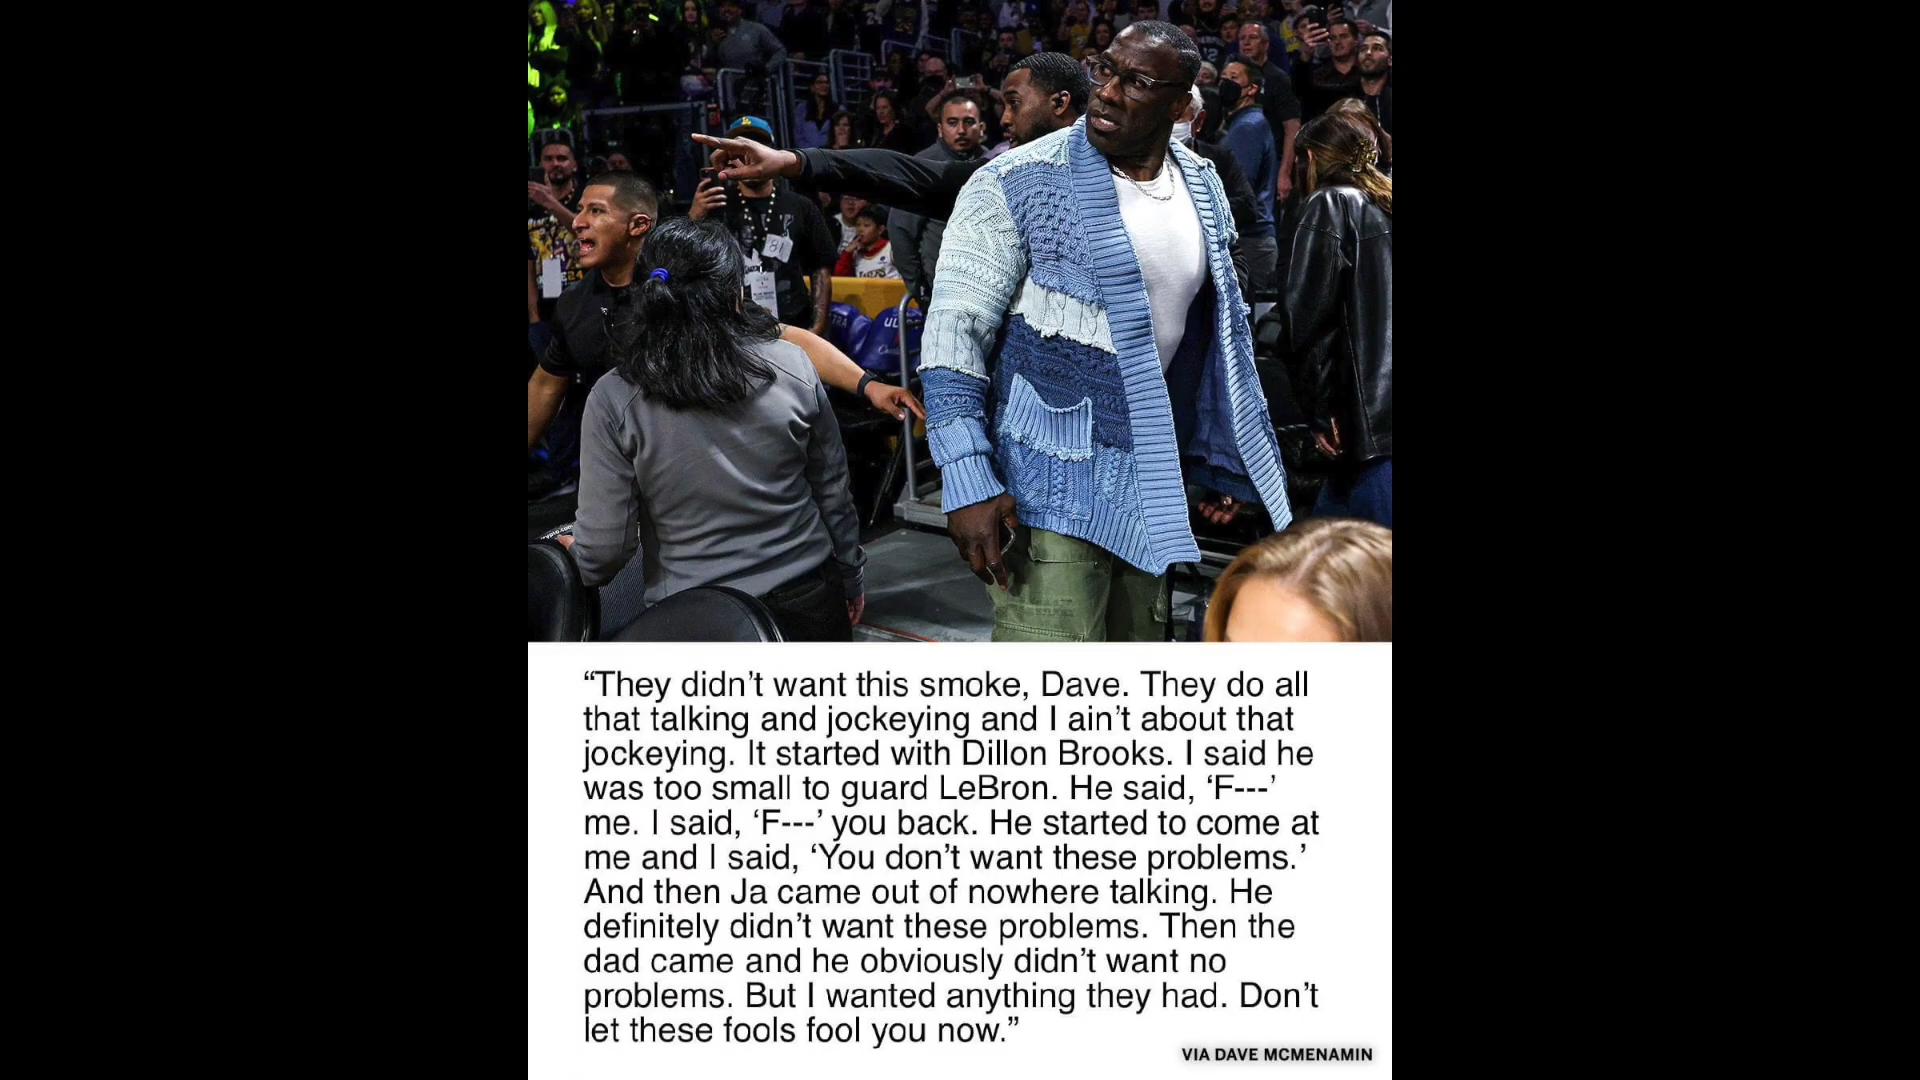 “They didn’t want this smoke, Dave. They do all
that talking and jockeying and I ain’t about that
jockeying. It started with Dillon Brooks. I said he
was too small to guard LeBron. He said, ‘F---’
me. I said, ‘F---’ you back. He started to come at
me and I said, ‘You don’t want these problems.’
And then Ja came out of nowhere talking. He
definitely didn’t want these problems. Then the
dad came and he obviously didn’t want no
problems. But I wanted anything they had. Don’t
let these fools fool you now.”
VIA DAVE MCMENAMIN